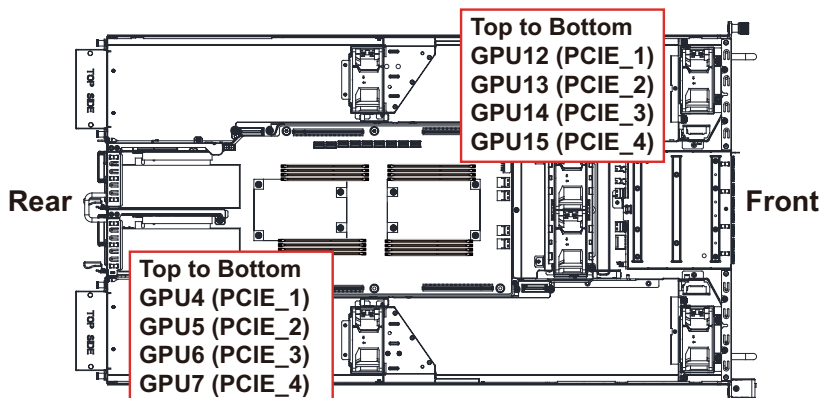 Top to Bottom
GPU12 (PCIE_1)
GPU13 (PCIE_2)
GPU14 (PCIE_3)
GPU15 (PCIE_4)
TOP SIDE
Rear
Front
Top to Bottom
GPU4 (PCIE_1)
GPU5 (PCIE_2)
GPU6 (PCIE_3)
GPU7 (PCIE_4)
TOP SIDE